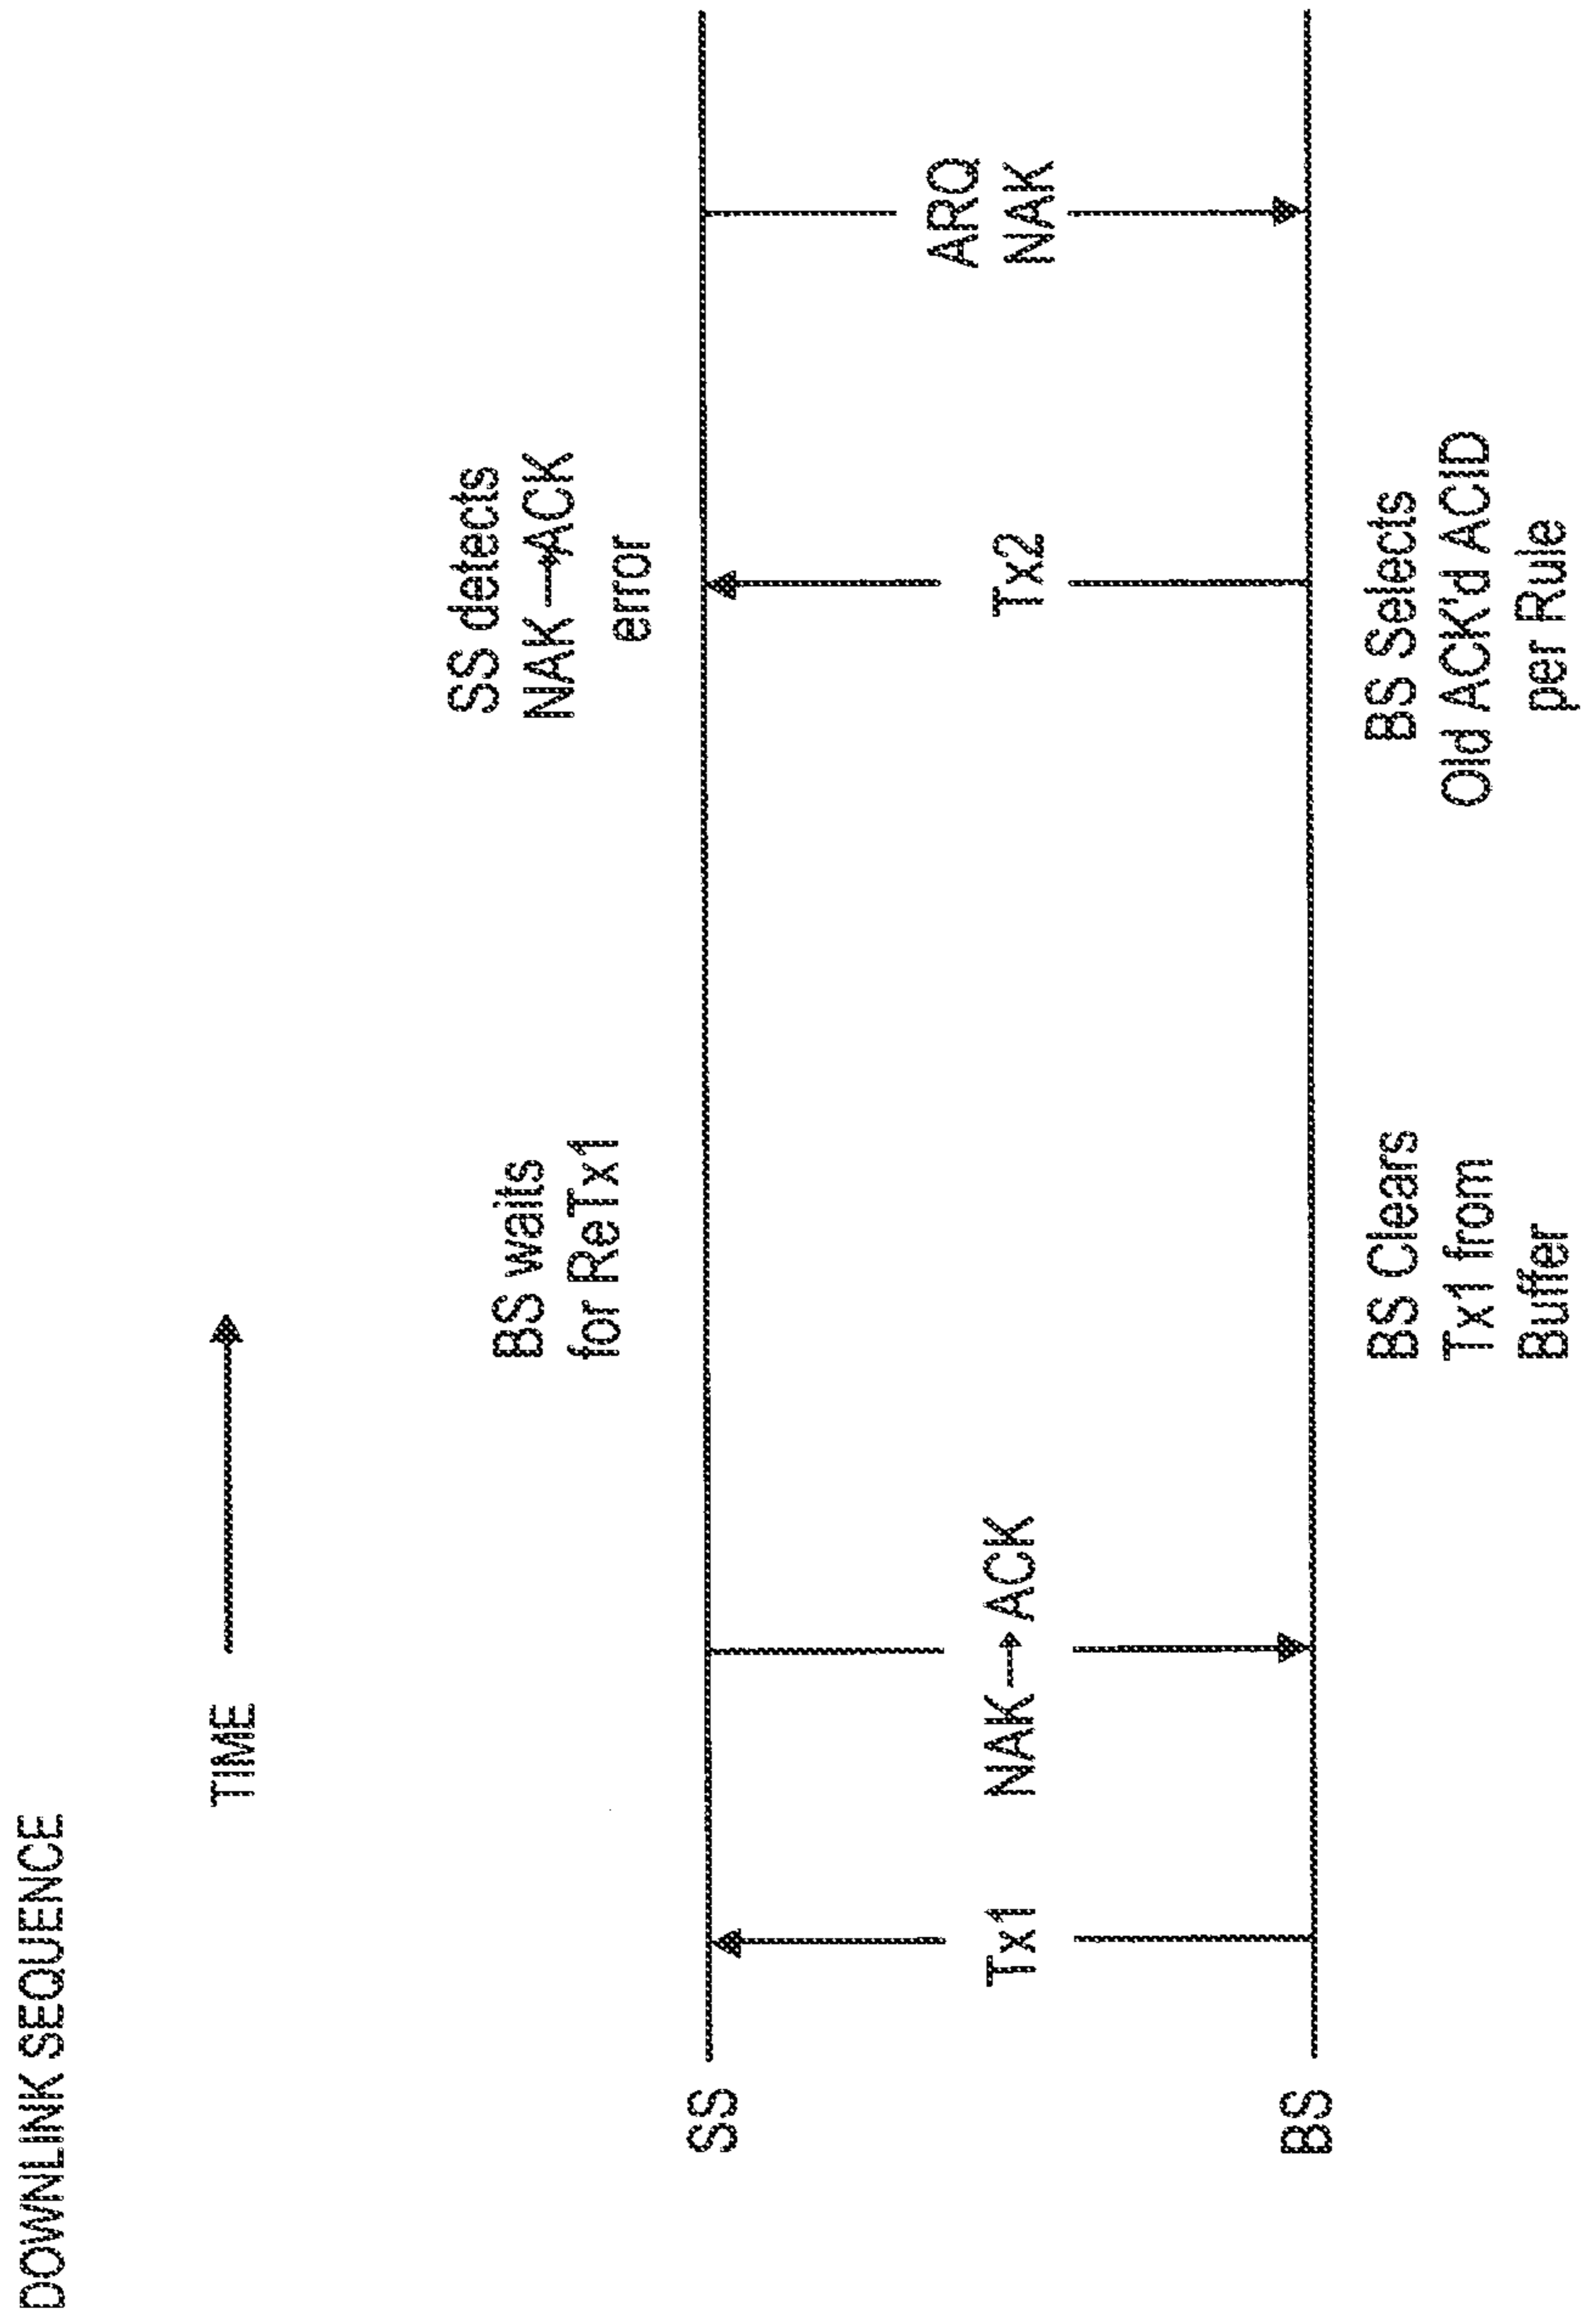 DOWNLINK SEQUENCE
TIME
BS waits
for ReTx1
SS detects
NAK→ACK
error
SS
Tx1
NAK→ACK
Tx2
ARQ
NAK
BS
BS Clears
Tx1 from
Buffer
BS Selects
Old ACK'd ACID
per Rule